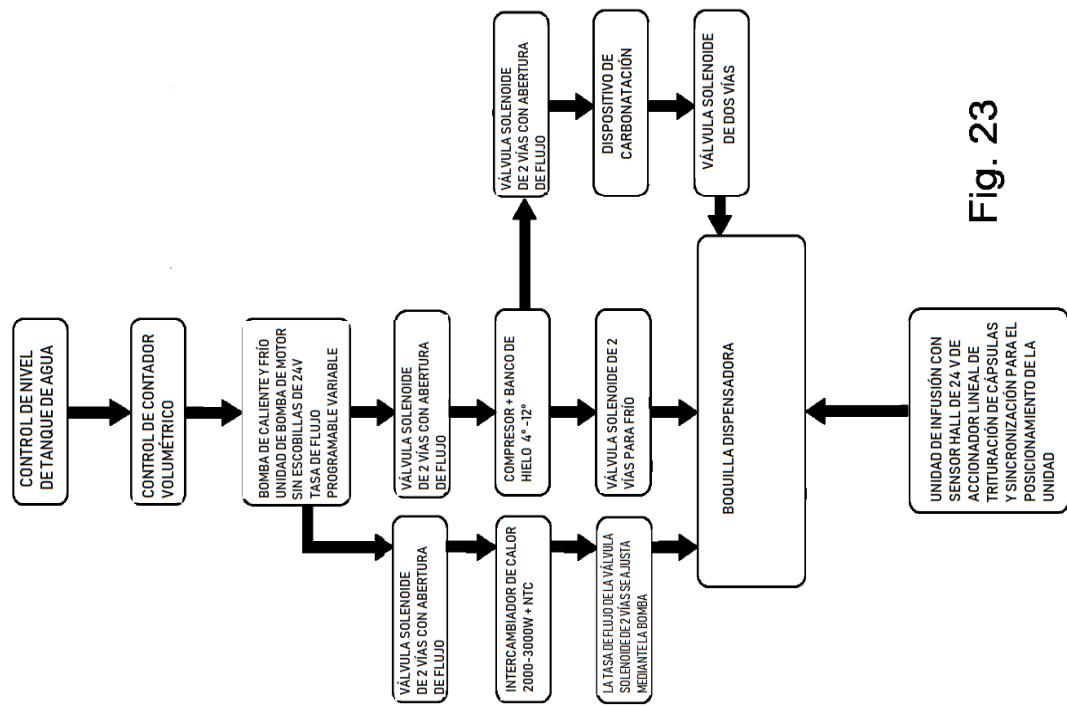 CONTROL DE NIVEL
DE TANQUE DE AGUA
CONTROL DE CONTADOR
VOLUMÉTRICO
BOMBA DE CALIENTE Y FRÍO
UNIDAD DE BOMBA DE MOTOR
SIN ESCOBILLAS DE 24V
TASA DE FLUJO
PROGRAMABLE VARIABLE
VÁLVULA SOLENOIDE
DE 2 VÍAS CON ABERTURA
DE FLUJO
INTERCAMBIADOR DE CALOR
2000-3000W + NTC
LA TASA DE FLUJO DE LA VÁLVULA
SOLENOIDE DE 2 VÍAS SE AJUSTA
MEDIANTE LA BOMBA
VÁLVULA SOLENOIDE
DE 2 VÍAS CON ABERTURA
DE FLUJO
COMPRESOR + BANCO DE
HIELO 4° -12°
VÁLVULA SOLENOIDE DE 2
VÍAS PARA FRÍO
VÁLVULA SOLENOIDE
DE 2 VÍAS CON ABERTURA
DE FLUJO
DISPOSITIVO DE
CARBONATACIÓN
VÁLVULA SOLENOIDE
DE DOS VÍAS
BOQUILLA DISPENSADORA
UNIDAD DE INFUSIÓN CON
SENSOR HALL DE 24 V DE
ACCIONADOR LINEAL DE
TRITURACIÓN DE CÁPSULAS
Y SINCRONIZACIÓN PARA EL
POSICIONAMIENTO DE LA
UNIDAD
Fig. 23